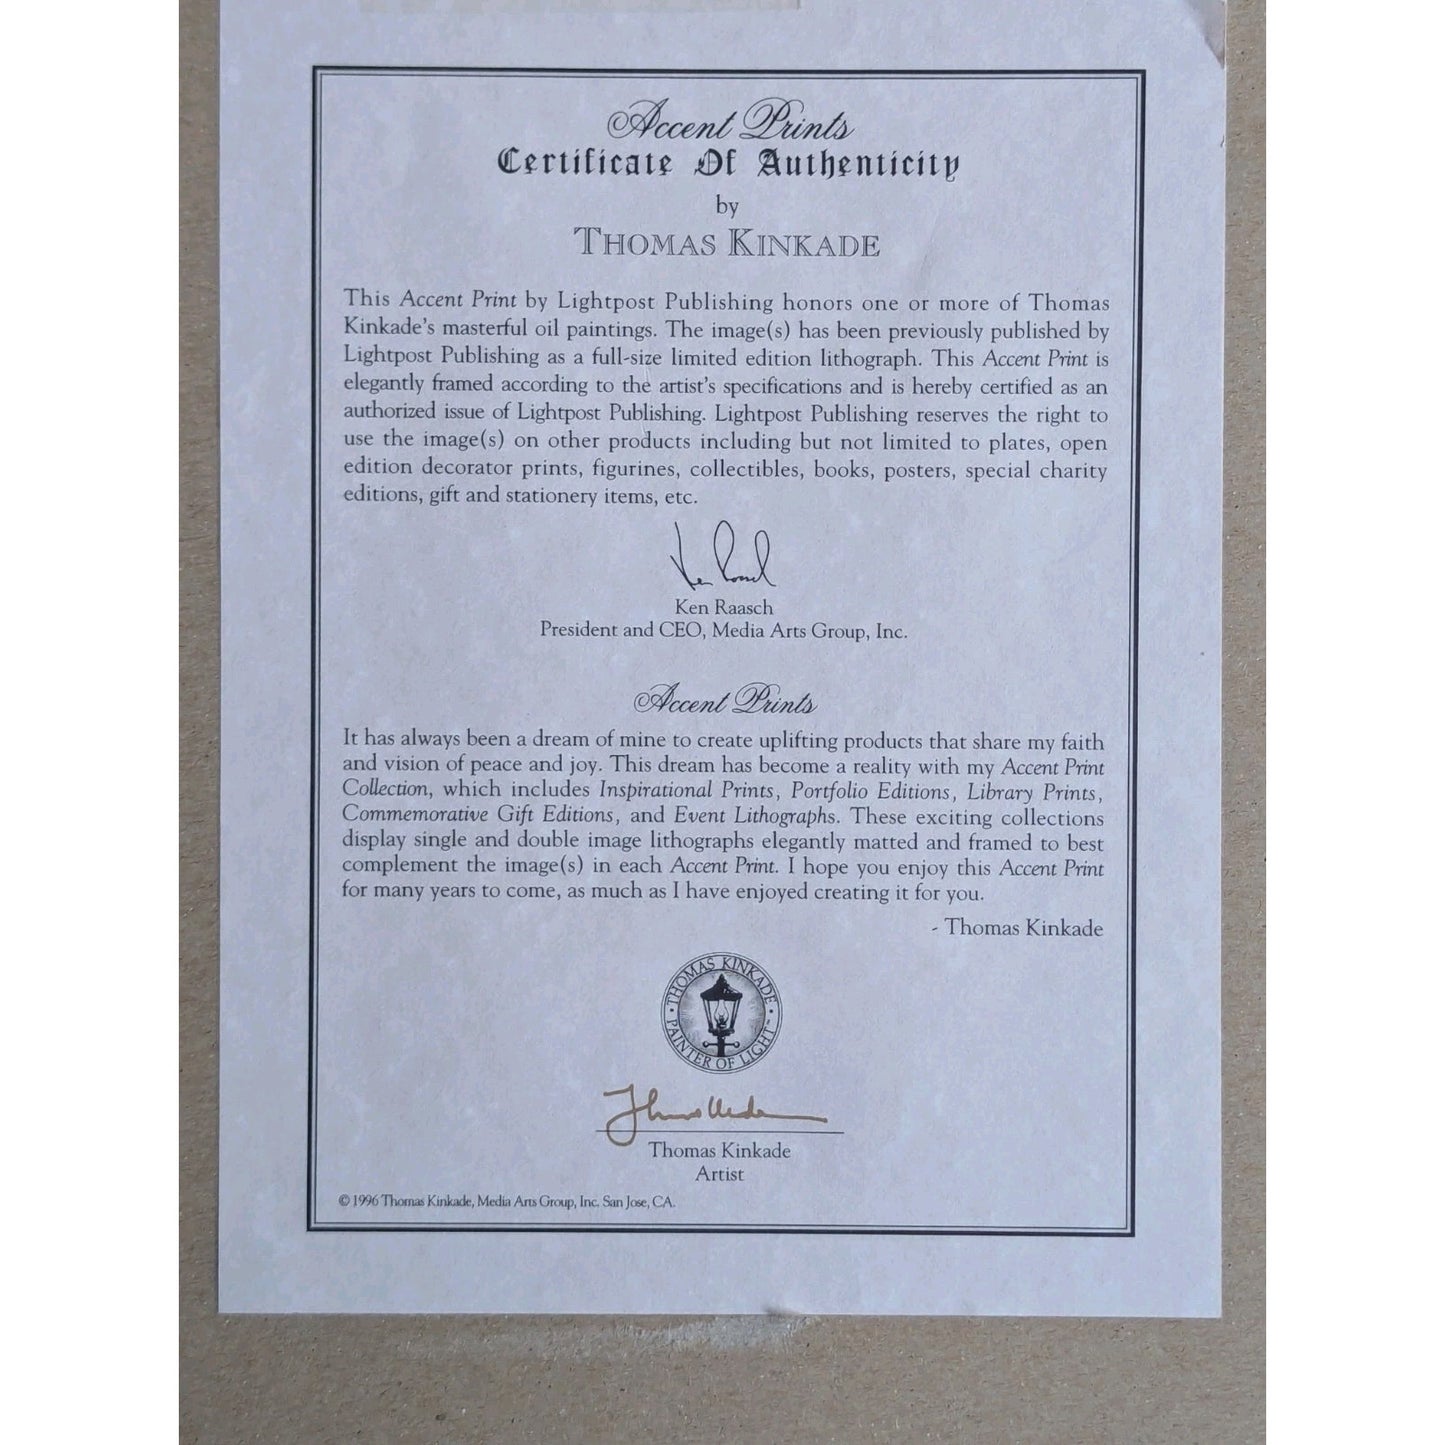 Accent Prints
Certificate Of Authenticity
by
THOMAS KINKADE
This Accent Print by Lightpost Publishing honors one or more of Thomas
Kinkade's masterful oil paintings. The image(s) has been previously published by
Lightpost Publishing as a full-size limited edition lithograph. This Accent Print is
elegantly framed according to the artist's specifications and is hereby certified as an
authorized issue of Lightpost Publishing. Lightpost Publishing reserves the right to
use the image(s) on other products including but not limited to plates, open
edition decorator prints, figurines, collectibles, books, posters, special charity
editions, gift and stationery items, etc.
Ken Raasch
Ken Raasch
President and CEO, Media Arts Group, Inc.
Accent Prints
It has always been a dream of mine to create uplifting products that share my faith
and vision of peace and joy. This dream has become a reality with my Accent Print
Collection, which includes Inspirational Prints, Portfolio Editions, Library Prints,
Commemorative Gift Editions, and Event Lithographs. These exciting collections
display single and double image lithographs elegantly matted and framed to best
complement the image(s) in each Accent Print. I hope you enjoy this Accent Print
for many years to come, as much as I have enjoyed creating it for you.
- Thomas Kinkade
THOMAS KINKADE
PAINTER OF LIGHT™
Thomas Kinkade
Thomas Kinkade
Artist
© 1996 Thomas Kinkade, Media Arts Group, Inc. San Jose, CA.